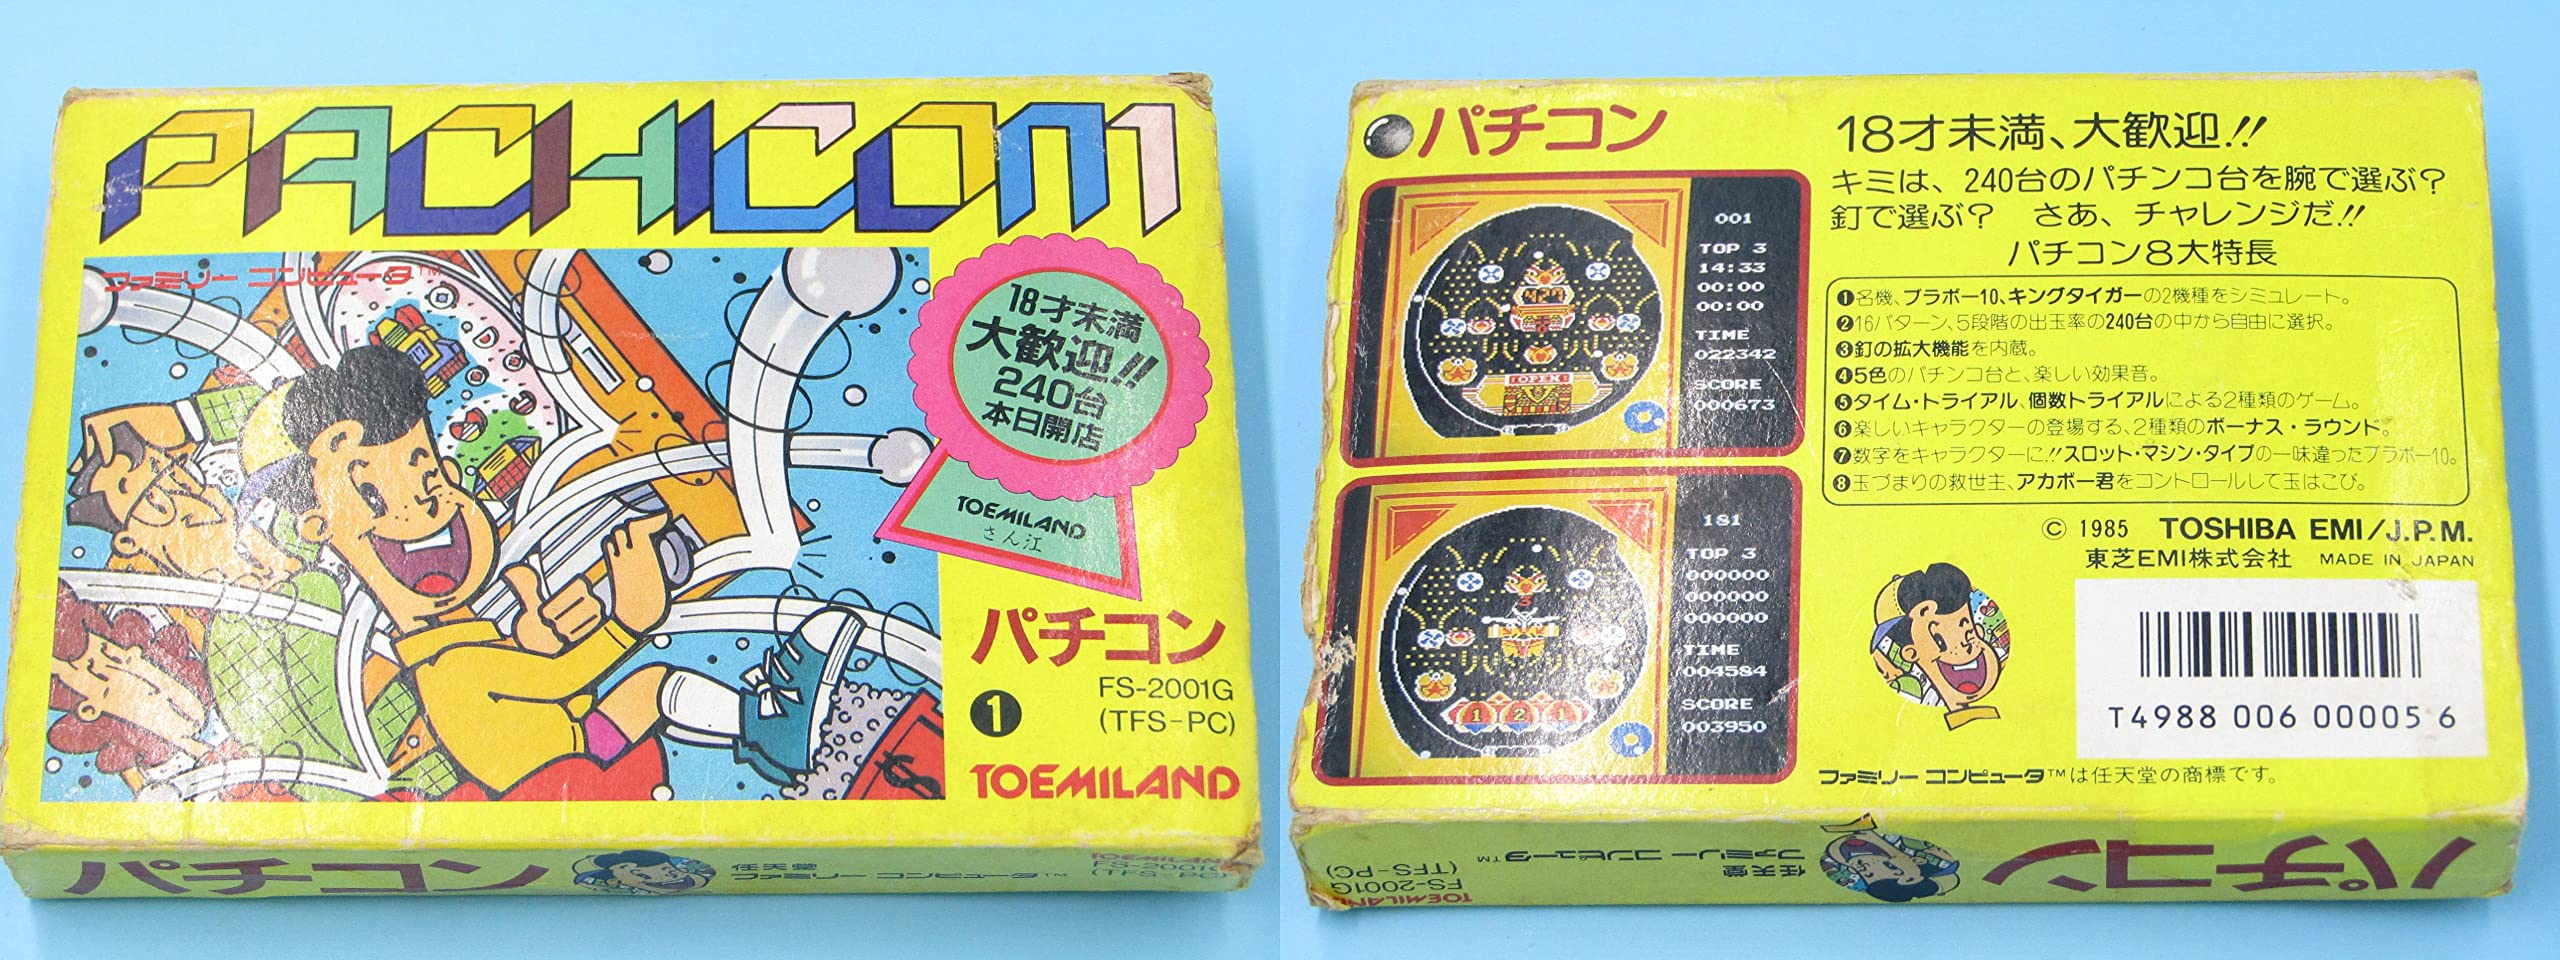 PACHICOM
ファミリー コンピュータ™
18才未満
大歓迎!!
240台
本日開店
TOEMILAND
さん江
パチコン
❶
FS-2001G
(TFS-PC)
TOEMILAND
パチコン
任天堂
ファミリー コンピュータ™
TOEMILAND
FS-2001G
(TFS-PC)
パチコン
001
TOP 3
14:33
00:00
00:00
TIME
022342
SCORE
000673
OPEN
181
TOP 3
000000
000000
000000
TIME
004584
SCORE
003950
1 2 1
18才未満、大歓迎!!
キミは、240台のパチンコ台を腕で選ぶ?
釘で選ぶ? さあ、チャレンジだ!!
パチコン8大特長
❶名機、ブラボー10、キングタイガーの2機種をシミュレート。
❷16パターン、5段階の出玉率の240台の中から自由に選択。
❸釘の拡大機能を内蔵。
❹5色のパチンコ台と、楽しい効果音。
❺タイム・トライアル、個数トライアルによる2種類のゲーム。
❻楽しいキャラクターの登場する、2種類のボーナス・ラウンド。
❼数字をキャラクターに!!スロット・マシン・タイプの一味違ったブラボー10。
❽玉づまりの救世主、アカボー君をコントロールして玉はこび。
© 1985 TOSHIBA EMI/J.P.M.
東芝EMI株式会社 MADE IN JAPAN
T4988 006 00005 6
ファミリー コンピュータ™は任天堂の商標です。
パチコン
任天堂
ファミリー コンピュータ™
TOEMILAND
FS-2001G
(TFS-PC)